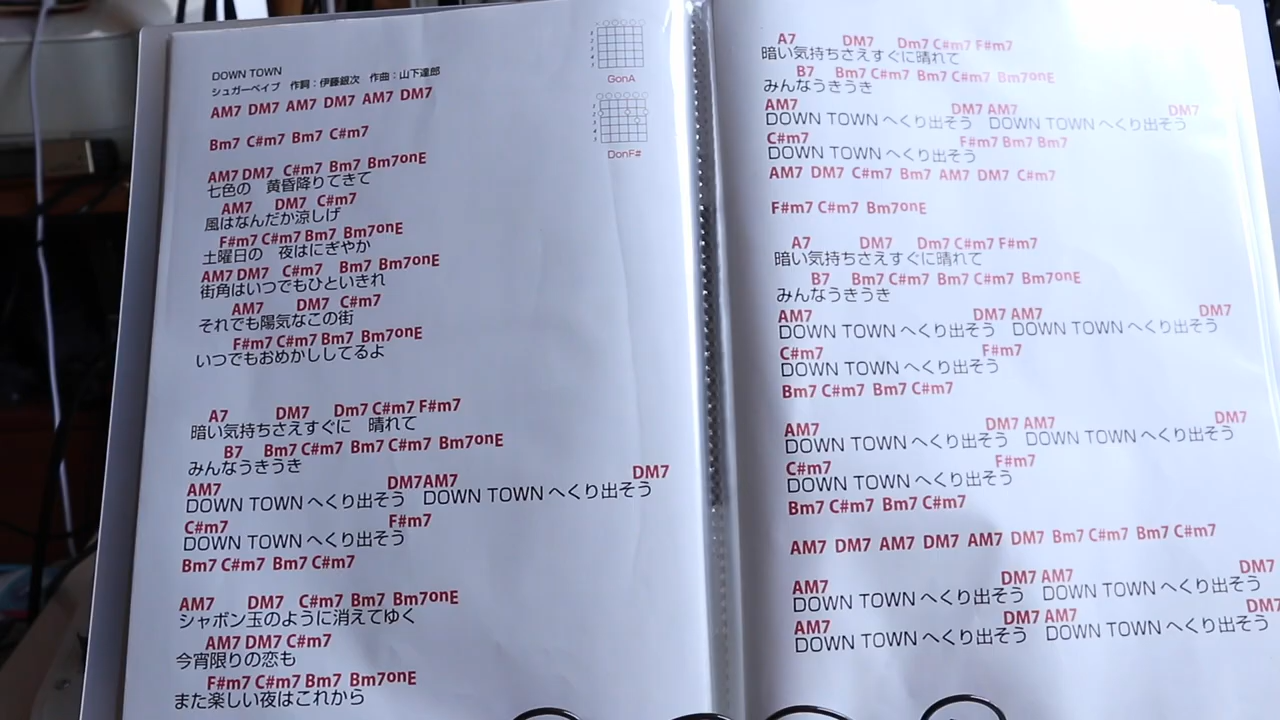 DOWN TOWN
シュガーベイブ 作詞：伊藤銀次 作曲：山下達郎
AM7 DM7 AM7 DM7 AM7 DM7
Bm7 C#m7 Bm7 C#m7
AM7 DM7 C#m7 Bm7 Bm7onE
七色の 黄昏降りてきて
AM7 DM7 C#m7
風はなんだか涼しげ
F#m7 C#m7 Bm7 Bm7onE
土曜日の 夜はにぎやか
AM7 DM7 C#m7 Bm7 Bm7onE
街角はいつでもひといきれ
AM7 DM7 C#m7
それでも陽気なこの街
F#m7 C#m7 Bm7 Bm7onE
いつでもおめかししてるよ
A7 DM7 Dm7 C#m7 F#m7
暗い気持ちさえすぐに 晴れて
B7 Bm7 C#m7 Bm7 C#m7 Bm7onE
みんなうきうき
AM7 DM7AM7 DM7
DOWN TOWN へくり出そう DOWN TOWN へくり出そう
C#m7 F#m7
DOWN TOWN へくり出そう
Bm7 C#m7 Bm7 C#m7
AM7 DM7 C#m7 Bm7 Bm7onE
シャボン玉のように消えてゆく
AM7 DM7 C#m7
今宵限りの恋も
F#m7 C#m7 Bm7 Bm7onE
また楽しい夜はこれから
GonA
DonF#
A7 DM7 Dm7 C#m7 F#m7
暗い気持ちさえすぐに晴れて
B7 Bm7 C#m7 Bm7 C#m7 Bm7onE
みんなうきうき
AM7 DM7 AM7 DM7
DOWN TOWN へくり出そう DOWN TOWN へくり出そう
C#m7 F#m7 Bm7 Bm7
DOWN TOWN へくり出そう
AM7 DM7 C#m7 Bm7 AM7 DM7 C#m7
F#m7 C#m7 Bm7onE
A7 DM7 Dm7 C#m7 F#m7
暗い気持ちさえすぐに晴れて
B7 Bm7 C#m7 Bm7 C#m7 Bm7onE
みんなうきうき
AM7 DM7 AM7 DM7
DOWN TOWN へくり出そう DOWN TOWN へくり出そう
C#m7 F#m7
DOWN TOWN へくり出そう
Bm7 C#m7 Bm7 C#m7
AM7 DM7 AM7 DM7
DOWN TOWN へくり出そう DOWN TOWN へくり出そう
C#m7 F#m7
DOWN TOWN へくり出そう
Bm7 C#m7 Bm7 C#m7
AM7 DM7 AM7 DM7 AM7 DM7 Bm7 C#m7 Bm7 C#m7
AM7 DM7 AM7 DM7
DOWN TOWN へくり出そう DOWN TOWN へくり出そう
AM7 DM7 AM7 DM7
DOWN TOWN へくり出そう DOWN TOWN へくり出そう